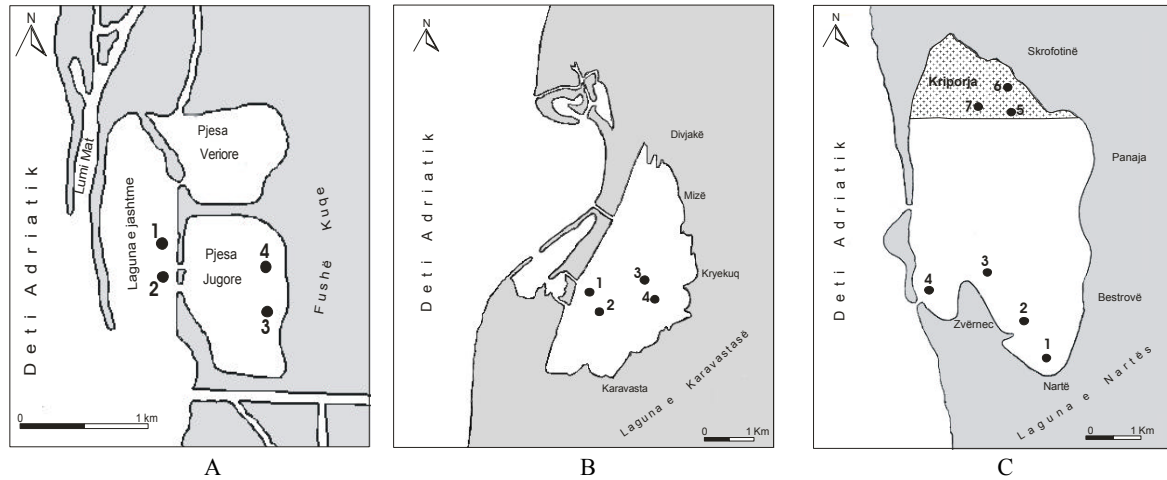 N
Deti Adriatik
Lumi Mat
Laguna e jashtme
Pjesa
Veriore
Pjesa
Jugore
Fushë Kuqe
1
2
4
3
0
1 km
A
N
Deti Adriatik
Divjakë
Mizë
Kryekuq
Karavasta
Laguna e Karavastasë
1
2
3
4
0
1 Km
B
N
Deti Adriatik
Skrofotinë
Kriporja
6
7
5
Panaja
3
4
2
Bestrovë
Zvërnec
1
Nartë
Laguna e Nartës
0
1 Km
C